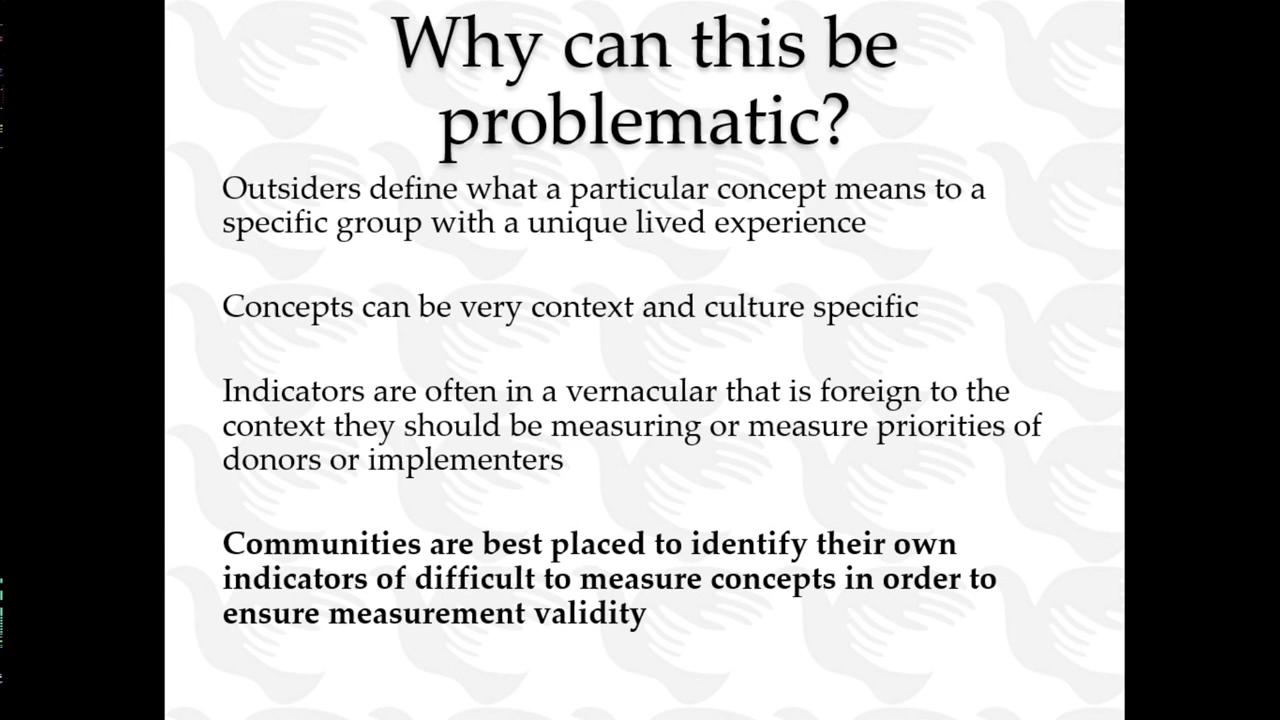 Why can this be
problematic?
Outsiders define what a particular concept means to a
specific group with a unique lived experience
Concepts can be very context and culture specific
Indicators are often in a vernacular that is foreign to the
context they should be measuring or measure priorities of
donors or implementers
Communities are best placed to identify their own
indicators of difficult to measure concepts in order to
ensure measurement validity